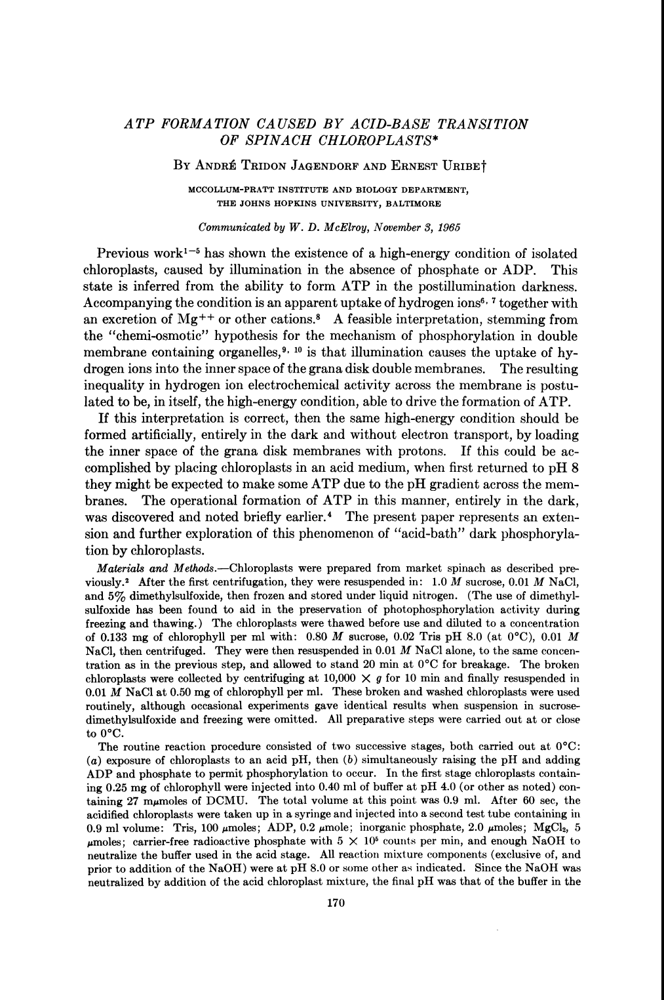 ATP FORMATION CAUSED BY ACID-BASE TRANSITION
OF SPINACH CHLOROPLASTS*
BY ANDRÉ TRIDON JAGENDORF AND ERNEST URIBE†
MCCOLLUM-PRATT INSTITUTE AND BIOLOGY DEPARTMENT,
THE JOHNS HOPKINS UNIVERSITY, BALTIMORE
Communicated by W. D. McElroy, November 3, 1965
Previous work¹⁻⁵ has shown the existence of a high-energy condition of isolated
chloroplasts, caused by illumination in the absence of phosphate or ADP. This
state is inferred from the ability to form ATP in the postillumination darkness.
Accompanying the condition is an apparent uptake of hydrogen ions⁶, ⁷ together with
an excretion of Mg++ or other cations.⁸ A feasible interpretation, stemming from
the "chemi-osmotic" hypothesis for the mechanism of phosphorylation in double
membrane containing organelles,⁹, ¹⁰ is that illumination causes the uptake of hy-
drogen ions into the inner space of the grana disk double membranes. The resulting
inequality in hydrogen ion electrochemical activity across the membrane is postu-
lated to be, in itself, the high-energy condition, able to drive the formation of ATP.
If this interpretation is correct, then the same high-energy condition should be
formed artificially, entirely in the dark and without electron transport, by loading
the inner space of the grana disk membranes with protons. If this could be ac-
complished by placing chloroplasts in an acid medium, when first returned to pH 8
they might be expected to make some ATP due to the pH gradient across the mem-
branes. The operational formation of ATP in this manner, entirely in the dark,
was discovered and noted briefly earlier.⁴ The present paper represents an exten-
sion and further exploration of this phenomenon of "acid-bath" dark phosphoryla-
tion by chloroplasts.
Materials and Methods.—Chloroplasts were prepared from market spinach as described pre-
viously.² After the first centrifugation, they were resuspended in: 1.0 M sucrose, 0.01 M NaCl,
and 5% dimethylsulfoxide, then frozen and stored under liquid nitrogen. (The use of dimethyl-
sulfoxide has been found to aid in the preservation of photophosphorylation activity during
freezing and thawing.) The chloroplasts were thawed before use and diluted to a concentration
of 0.133 mg of chlorophyll per ml with: 0.80 M sucrose, 0.02 Tris pH 8.0 (at 0°C), 0.01 M
NaCl, then centrifuged. They were then resuspended in 0.01 M NaCl alone, to the same concen-
tration as in the previous step, and allowed to stand 20 min at 0°C for breakage. The broken
chloroplasts were collected by centrifuging at 10,000 × g for 10 min and finally resuspended in
0.01 M NaCl at 0.50 mg of chlorophyll per ml. These broken and washed chloroplasts were used
routinely, although occasional experiments gave identical results when suspension in sucrose-
dimethylsulfoxide and freezing were omitted. All preparative steps were carried out at or close
to 0°C.
The routine reaction procedure consisted of two successive stages, both carried out at 0°C:
(a) exposure of chloroplasts to an acid pH, then (b) simultaneously raising the pH and adding
ADP and phosphate to permit phosphorylation to occur. In the first stage chloroplasts contain-
ing 0.25 mg of chlorophyll were injected into 0.40 ml of buffer at pH 4.0 (or other as noted) con-
taining 27 mμmoles of DCMU. The total volume at this point was 0.9 ml. After 60 sec, the
acidified chloroplasts were taken up in a syringe and injected into a second test tube containing in
0.9 ml volume: Tris, 100 μmoles; ADP, 0.2 μmole; inorganic phosphate, 2.0 μmoles; MgCl₂, 5
μmoles; carrier-free radioactive phosphate with 5 × 10⁵ counts per min, and enough NaOH to
neutralize the buffer used in the acid stage. All reaction mixture components (exclusive of, and
prior to addition of the NaOH) were at pH 8.0 or some other as indicated. Since the NaOH was
neutralized by addition of the acid chloroplast mixture, the final pH was that of the buffer in the
170